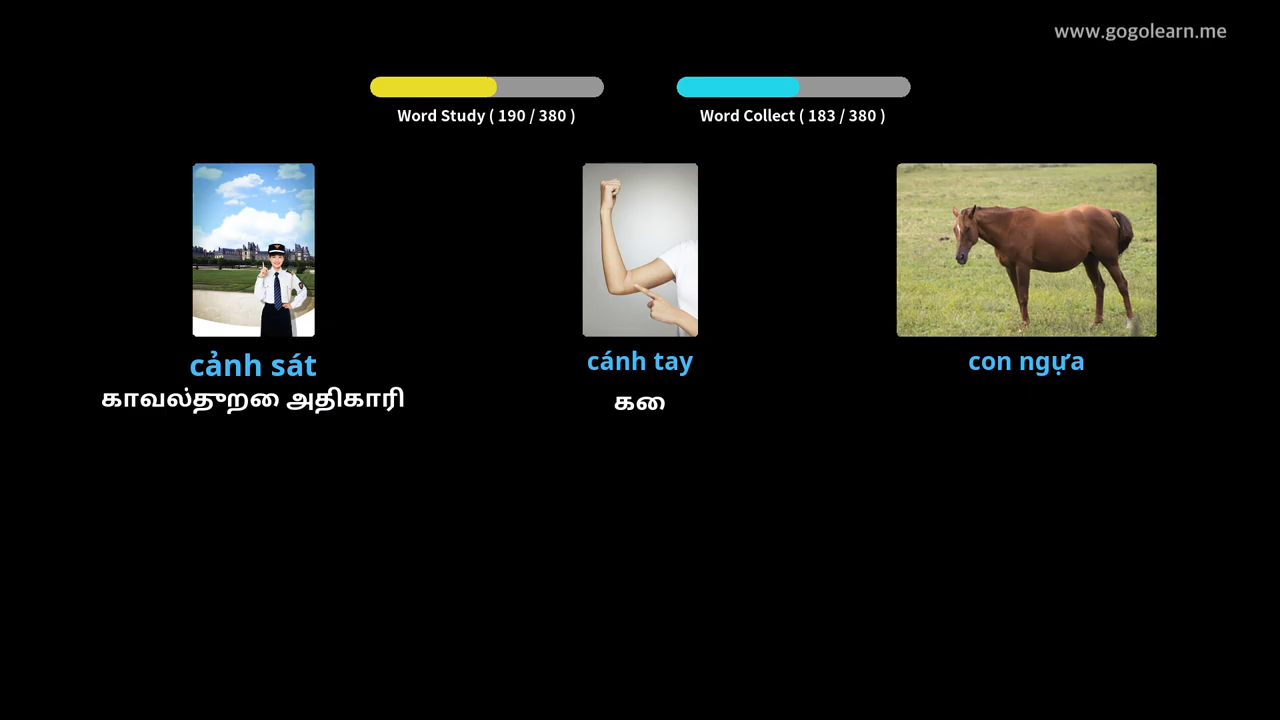 www.gogolearn.me
Word Study ( 190 / 380 )
Word Collect ( 183 / 380 )
cảnh sát
காவல்துறை அதிகாரி
cánh tay
கை
con ngựa